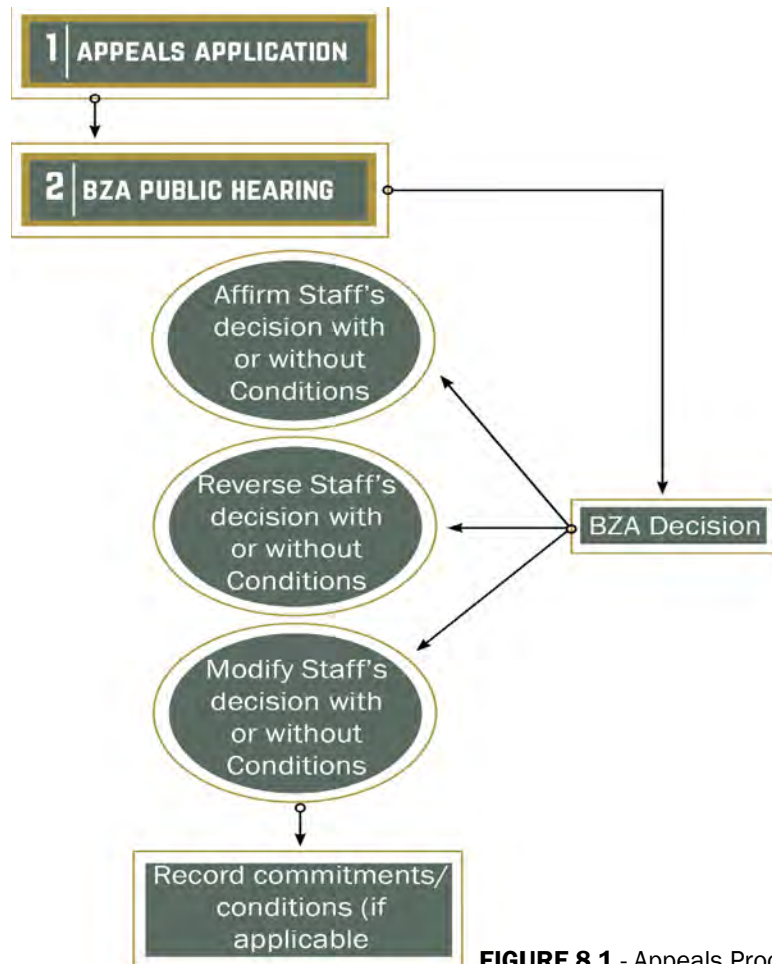 1 APPEALS APPLICATION
2 BZA PUBLIC HEARING
Affirm Staff's
decision with
or without
Conditions
Reverse Staff's
decision with
or without
Conditions
BZA Decision
Modify Staff's
decision with
or without
Conditions
Record commitments/
conditions (if
applicable
FIGURE 8.1 - Appeals